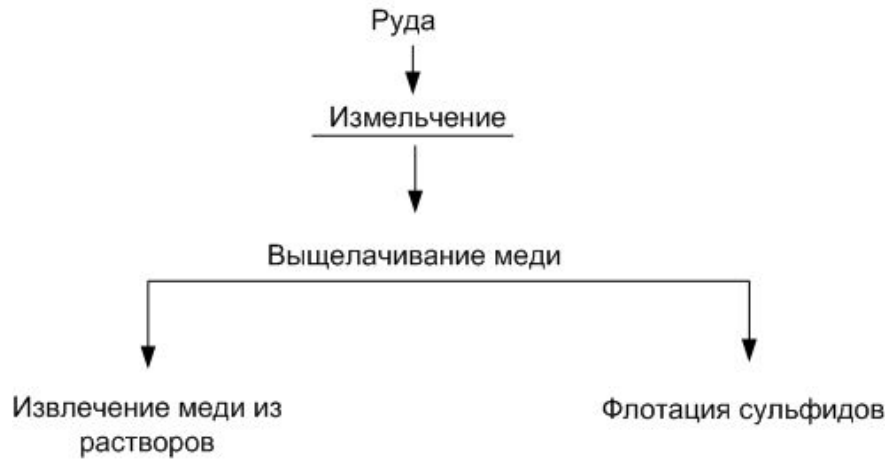 Руда
Измельчение
Выщелачивание меди
Извлечение меди из
растворов
Флотация сульфидов